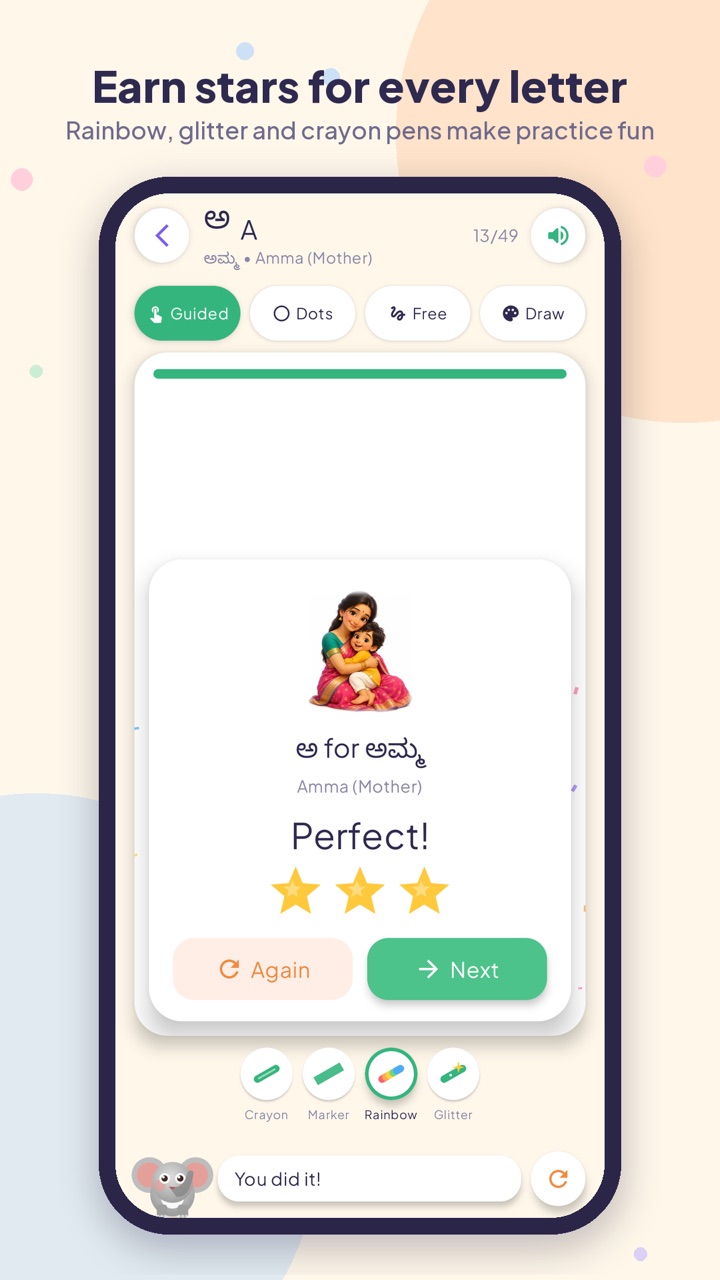 Earn stars for every letter
Rainbow, glitter and crayon pens make practice fun
ಅ A
13/49
ಅಮ್ಮ • Amma (Mother)
Guided
Dots
Free
Draw
ಅ for ಅಮ್ಮ
Amma (Mother)
Perfect!
Again
Next
Crayon
Marker
Rainbow
Glitter
You did it!